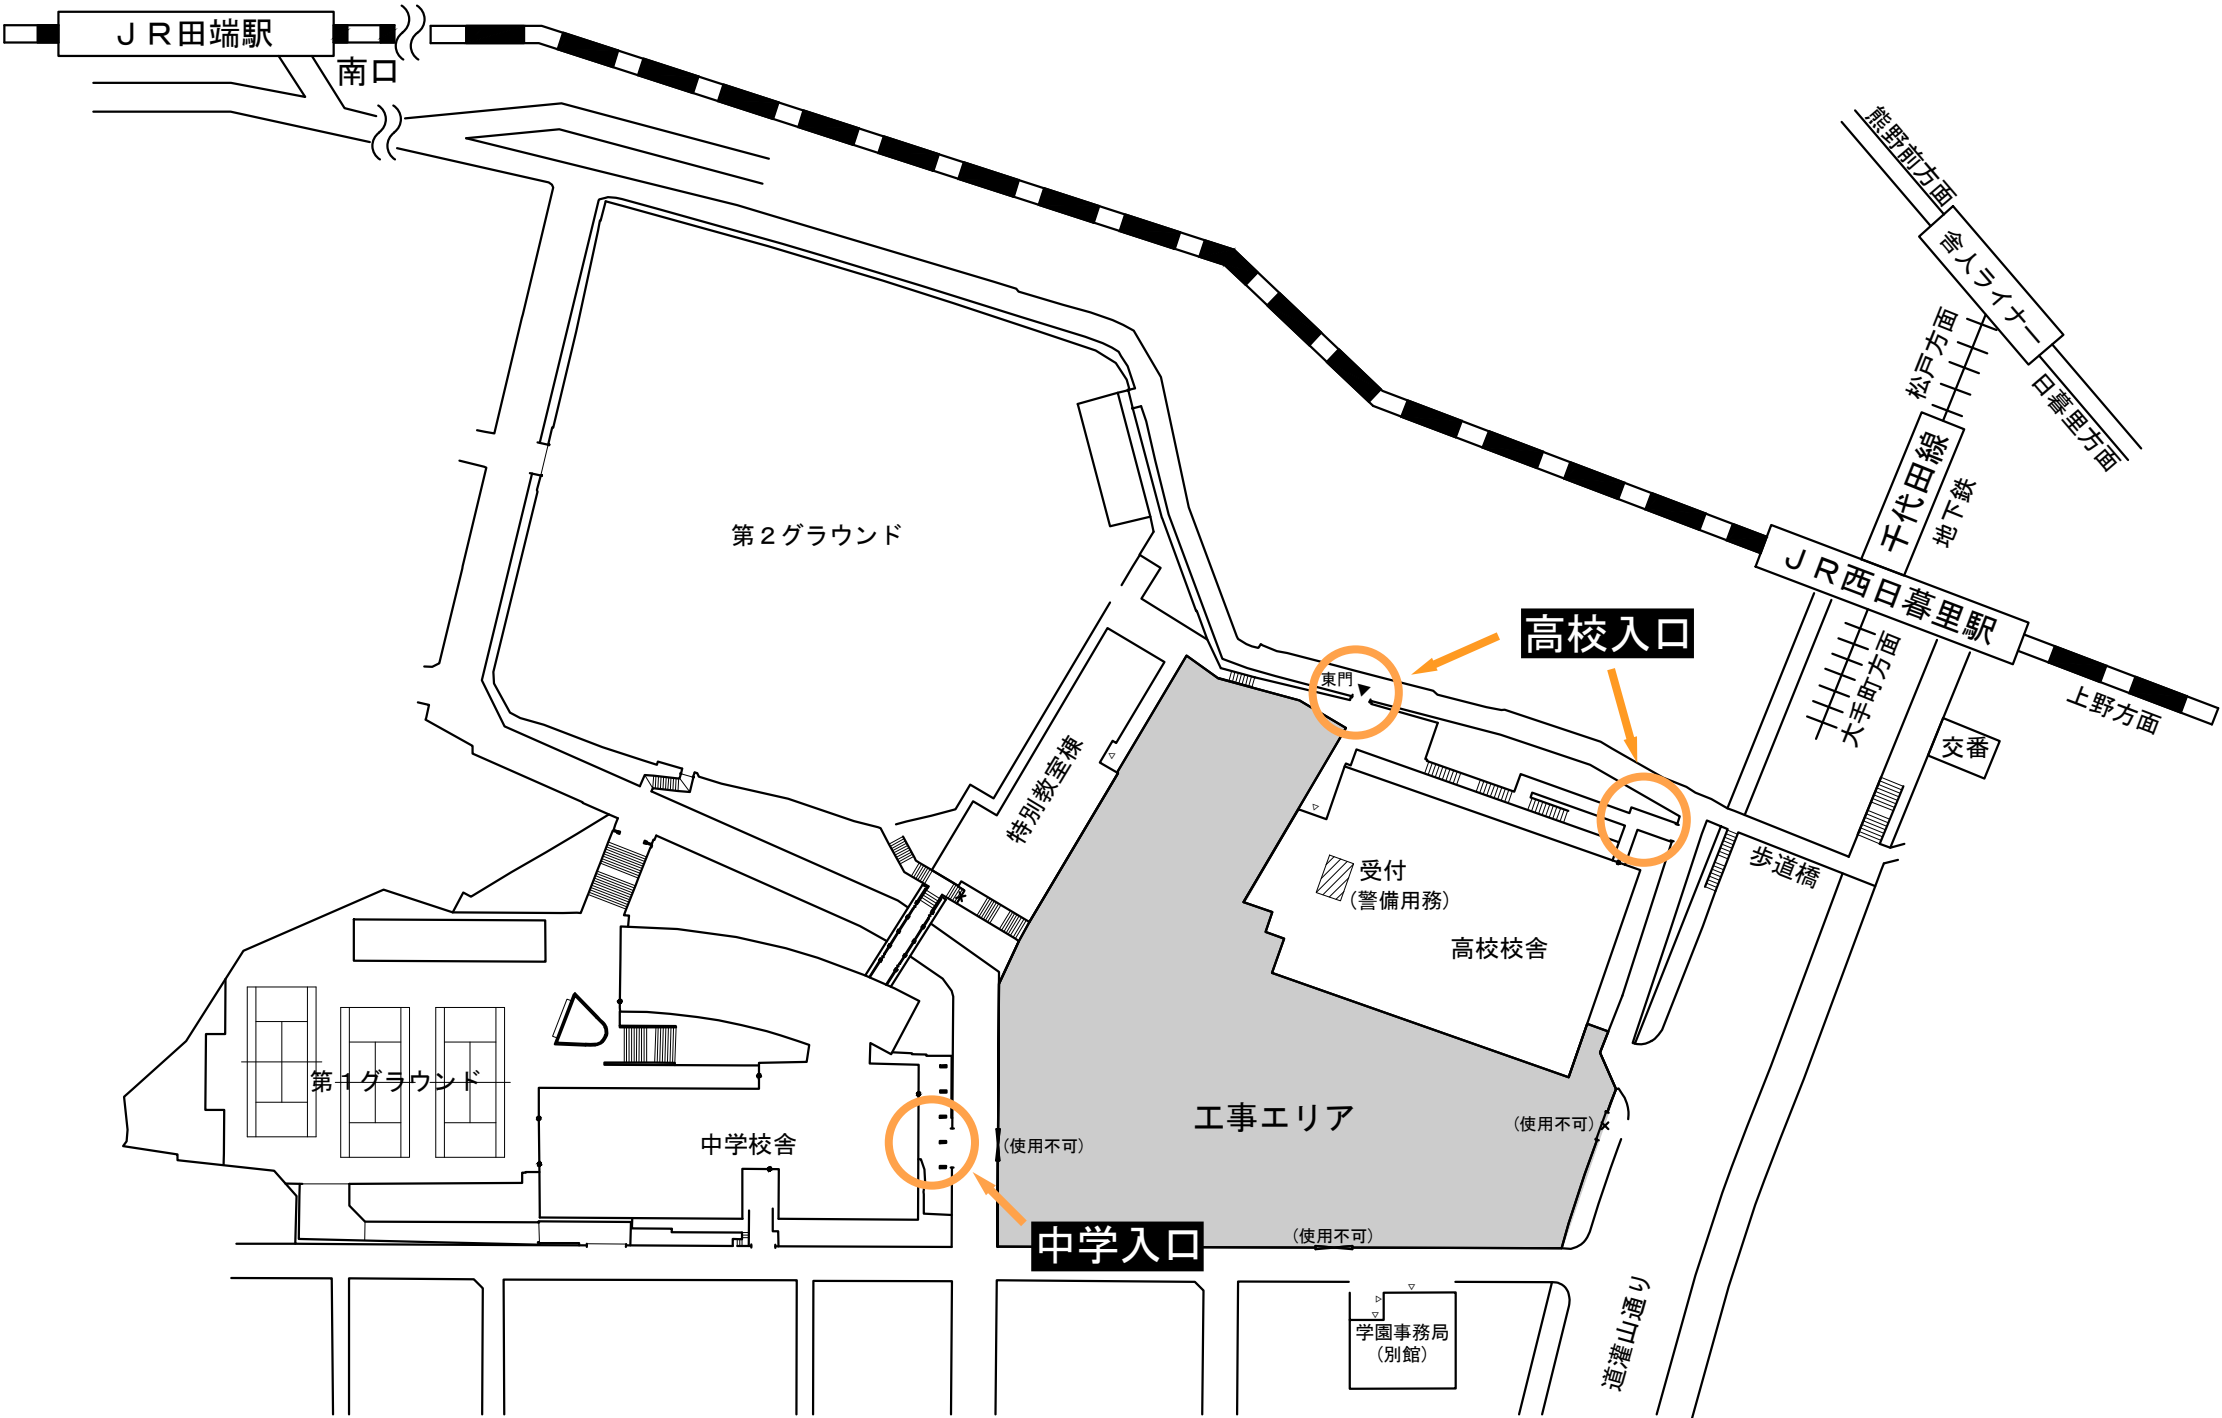 ＪＲ田端駅
南口
熊野前方面
舎人ライナー
日暮里方面
松戸方面
千代田線
地下鉄
ＪＲ西日暮里駅
大手町方面
上野方面
交番
第２グラウンド
高校入口
東門
特別教室棟
歩道橋
受付
（警備用務）
高校校舎
第１グラウンド
中学校舎
工事エリア
（使用不可）
（使用不可）
（使用不可）
中学入口
学園事務局
（別館）
道灌山通り